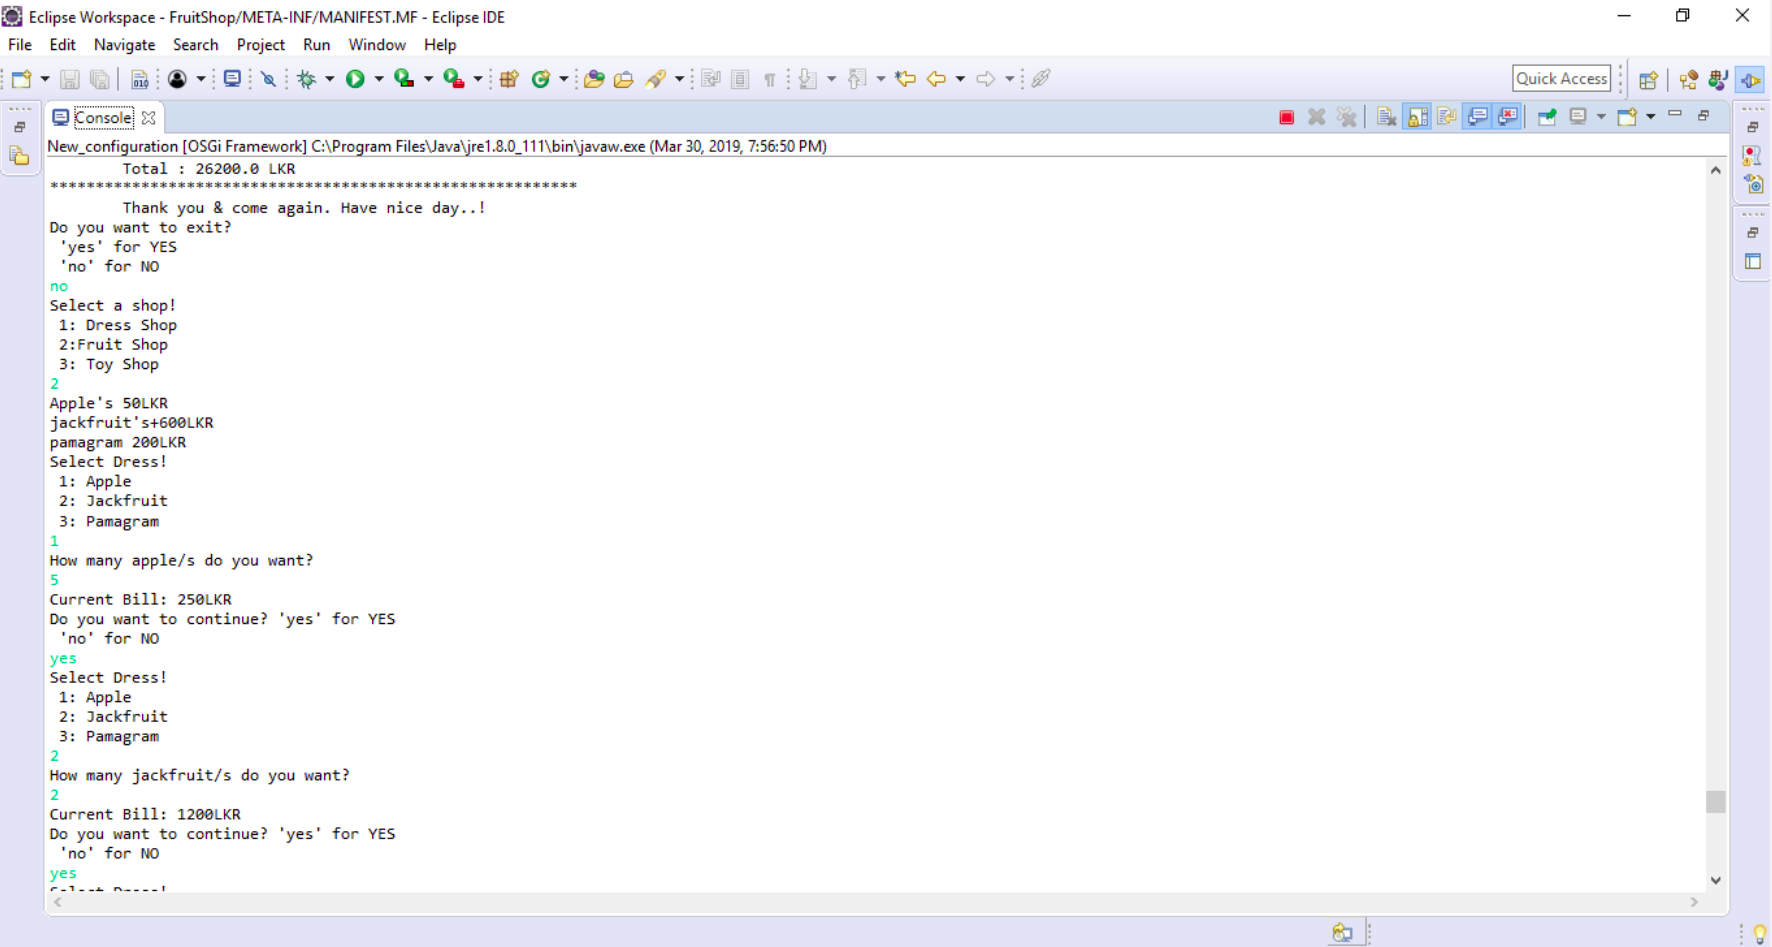 Eclipse Workspace - FruitShop/META-INF/MANIFEST.MF - Eclipse IDE
File Edit Navigate Search Project Run Window Help
Quick Access
Console
New_configuration [OSGi Framework] C:\Program Files\Java\jre1.8.0_111\bin\javaw.exe (Mar 30, 2019, 7:56:50 PM)
Total : 26200.0 LKR
**********************************************************
Thank you & come again. Have nice day..!
Do you want to exit?
'yes' for YES
'no' for NO
no
Select a shop!
1: Dress Shop
2:Fruit Shop
3: Toy Shop
2
Apple's 50LKR
jackfruit's+600LKR
pamagram 200LKR
Select Dress!
1: Apple
2: Jackfruit
3: Pamagram
1
How many apple/s do you want?
5
Current Bill: 250LKR
Do you want to continue? 'yes' for YES
'no' for NO
yes
Select Dress!
1: Apple
2: Jackfruit
3: Pamagram
2
How many jackfruit/s do you want?
2
Current Bill: 1200LKR
Do you want to continue? 'yes' for YES
'no' for NO
yes
Select Dress!